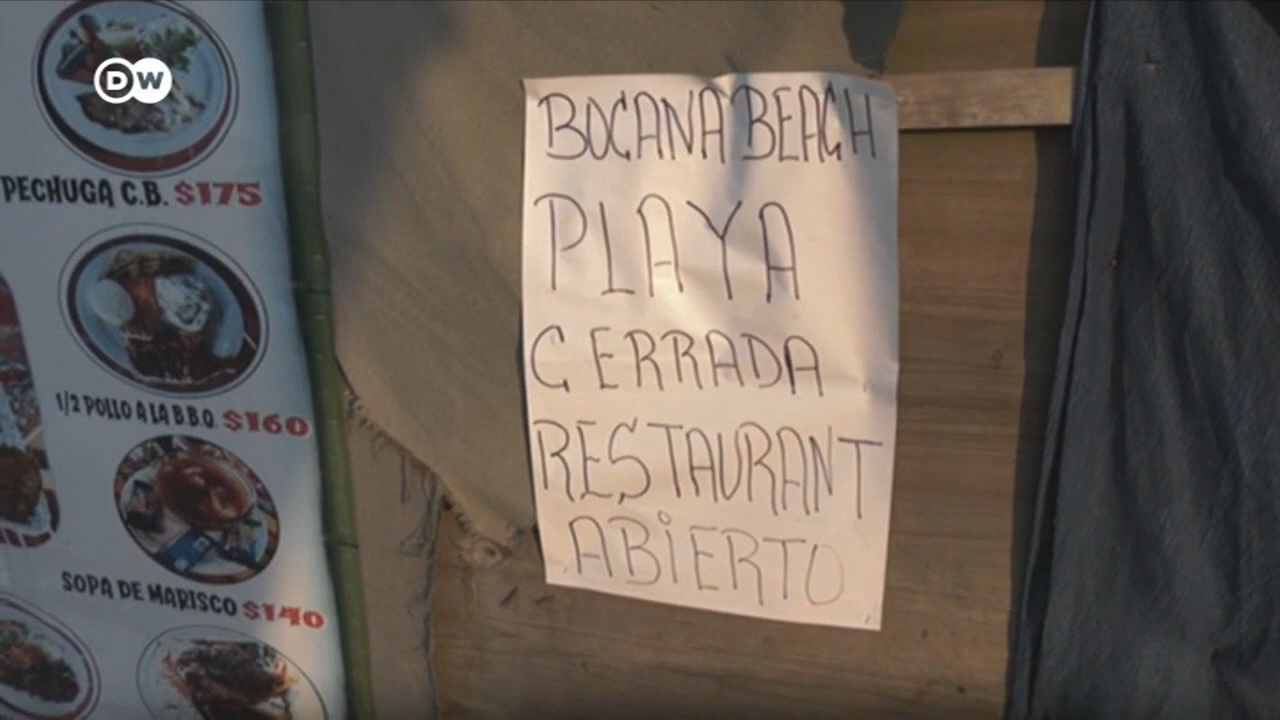 DW
PECHUGA C.B. $175
1/2 POLLO A LA B.B.Q. $160
SOPA DE MARISCO $140
BOCANA BEACH
PLAYA
CERRADA
RESTAURANT
ABiERTO